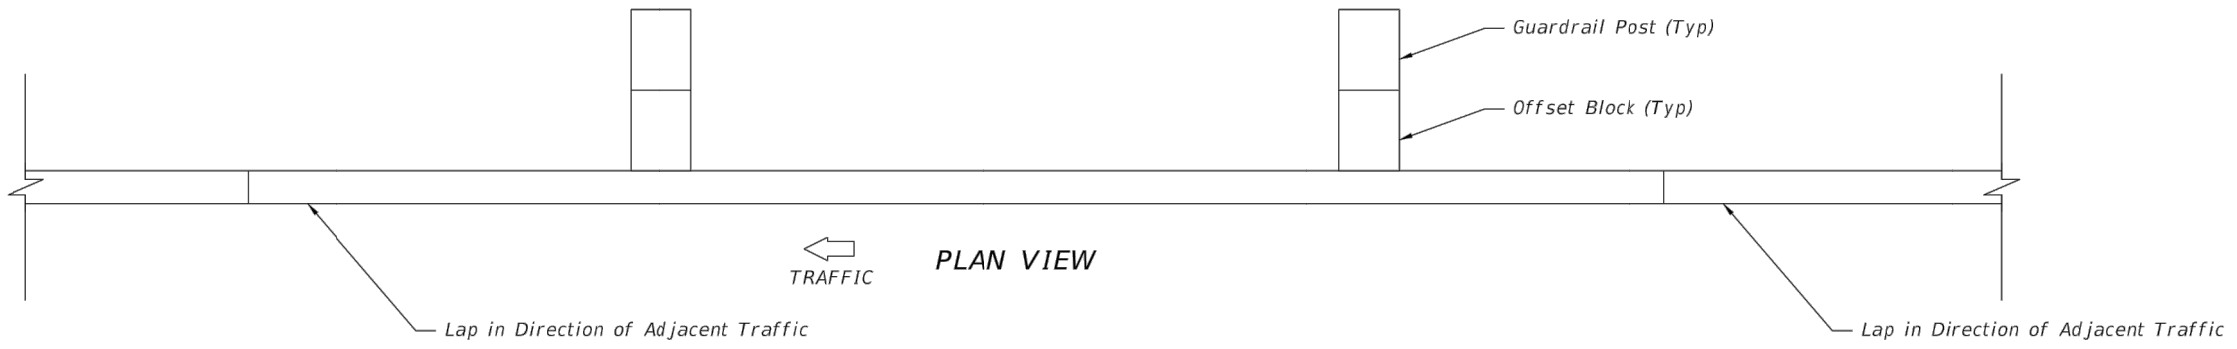 Guardrail Post (Typ)
Offset Block (Typ)
TRAFFIC
PLAN VIEW
Lap in Direction of Adjacent Traffic
Lap in Direction of Adjacent Traffic